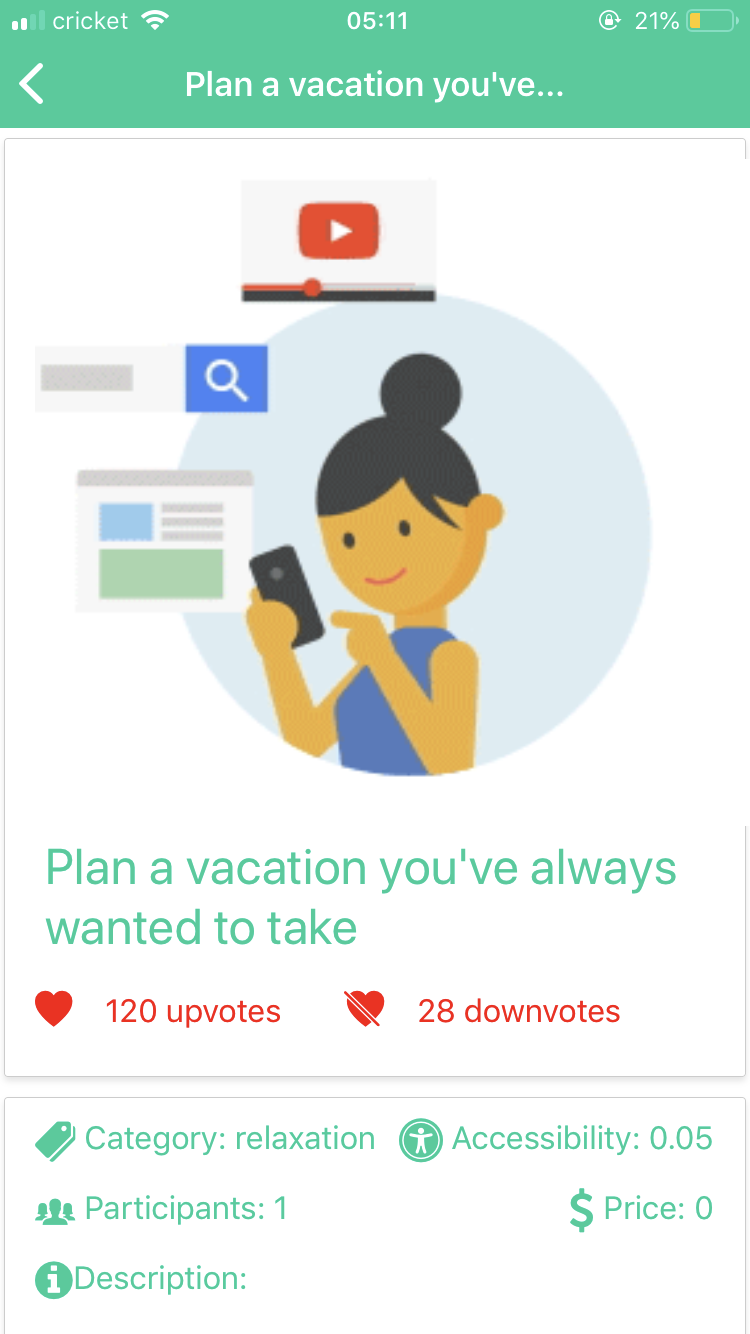 cricket 05:11 21%
Plan a vacation you've...
Plan a vacation you've always
wanted to take
120 upvotes 28 downvotes
Category: relaxation Accessibility: 0.05
Participants: 1 Price: 0
Description: